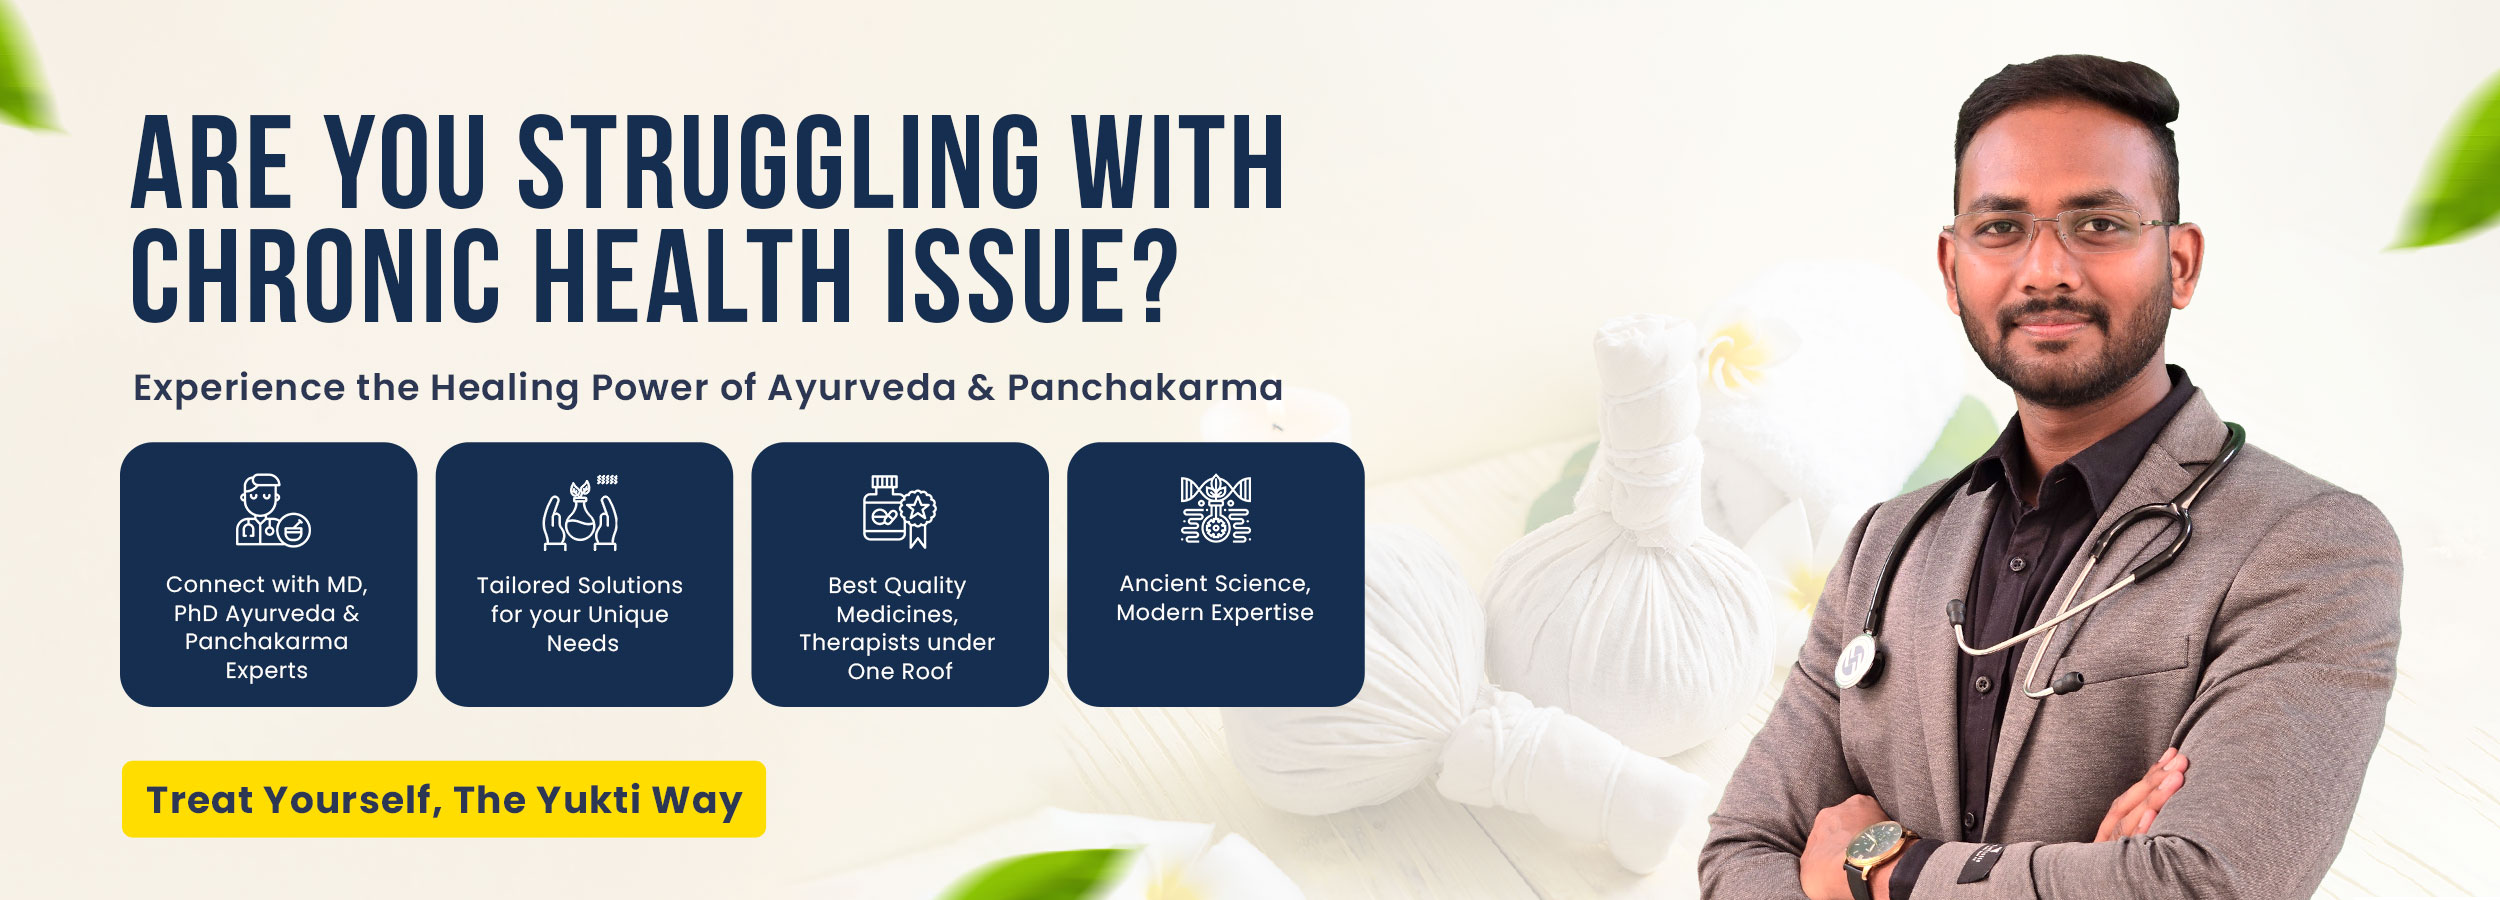 ARE YOU STRUGGLING WITH
CHRONIC HEALTH ISSUE?
Experience the Healing Power of Ayurveda & Panchakarma
Connect with MD,
PhD Ayurveda &
Panchakarma
Experts
Tailored Solutions
for your Unique
Needs
Best Quality
Medicines,
Therapists under
One Roof
Ancient Science,
Modern Expertise
Treat Yourself, The Yukti Way